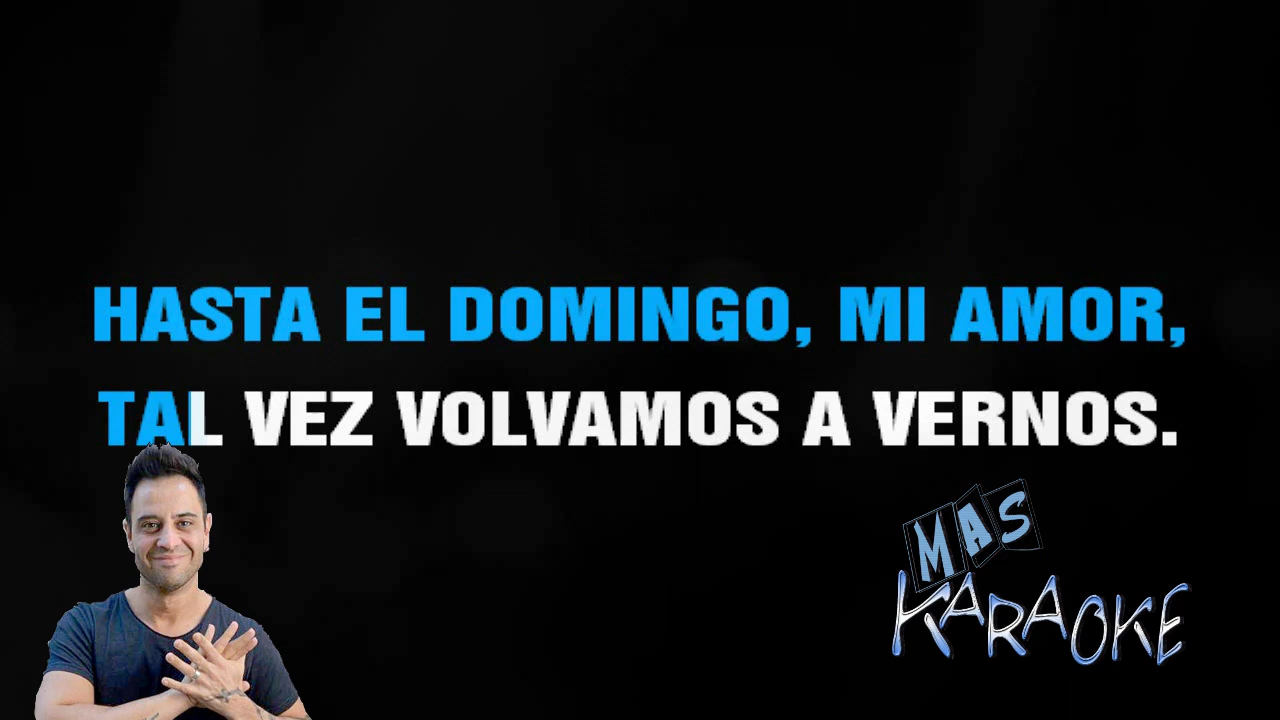 HASTA EL DOMINGO, MI AMOR,
TAL VEZ VOLVAMOS A VERNOS.
MAS
KARAOKE